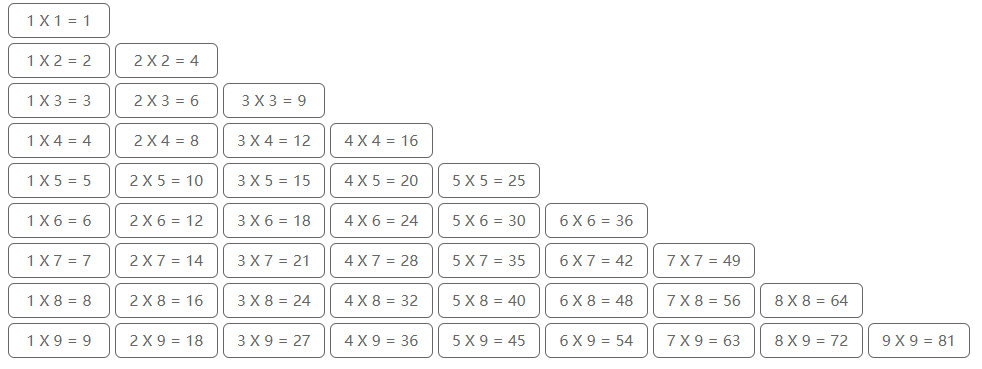 1 X 1 = 1
1 X 2 = 2 2 X 2 = 4
1 X 3 = 3 2 X 3 = 6 3 X 3 = 9
1 X 4 = 4 2 X 4 = 8 3 X 4 = 12 4 X 4 = 16
1 X 5 = 5 2 X 5 = 10 3 X 5 = 15 4 X 5 = 20 5 X 5 = 25
1 X 6 = 6 2 X 6 = 12 3 X 6 = 18 4 X 6 = 24 5 X 6 = 30 6 X 6 = 36
1 X 7 = 7 2 X 7 = 14 3 X 7 = 21 4 X 7 = 28 5 X 7 = 35 6 X 7 = 42 7 X 7 = 49
1 X 8 = 8 2 X 8 = 16 3 X 8 = 24 4 X 8 = 32 5 X 8 = 40 6 X 8 = 48 7 X 8 = 56 8 X 8 = 64
1 X 9 = 9 2 X 9 = 18 3 X 9 = 27 4 X 9 = 36 5 X 9 = 45 6 X 9 = 54 7 X 9 = 63 8 X 9 = 72 9 X 9 = 81